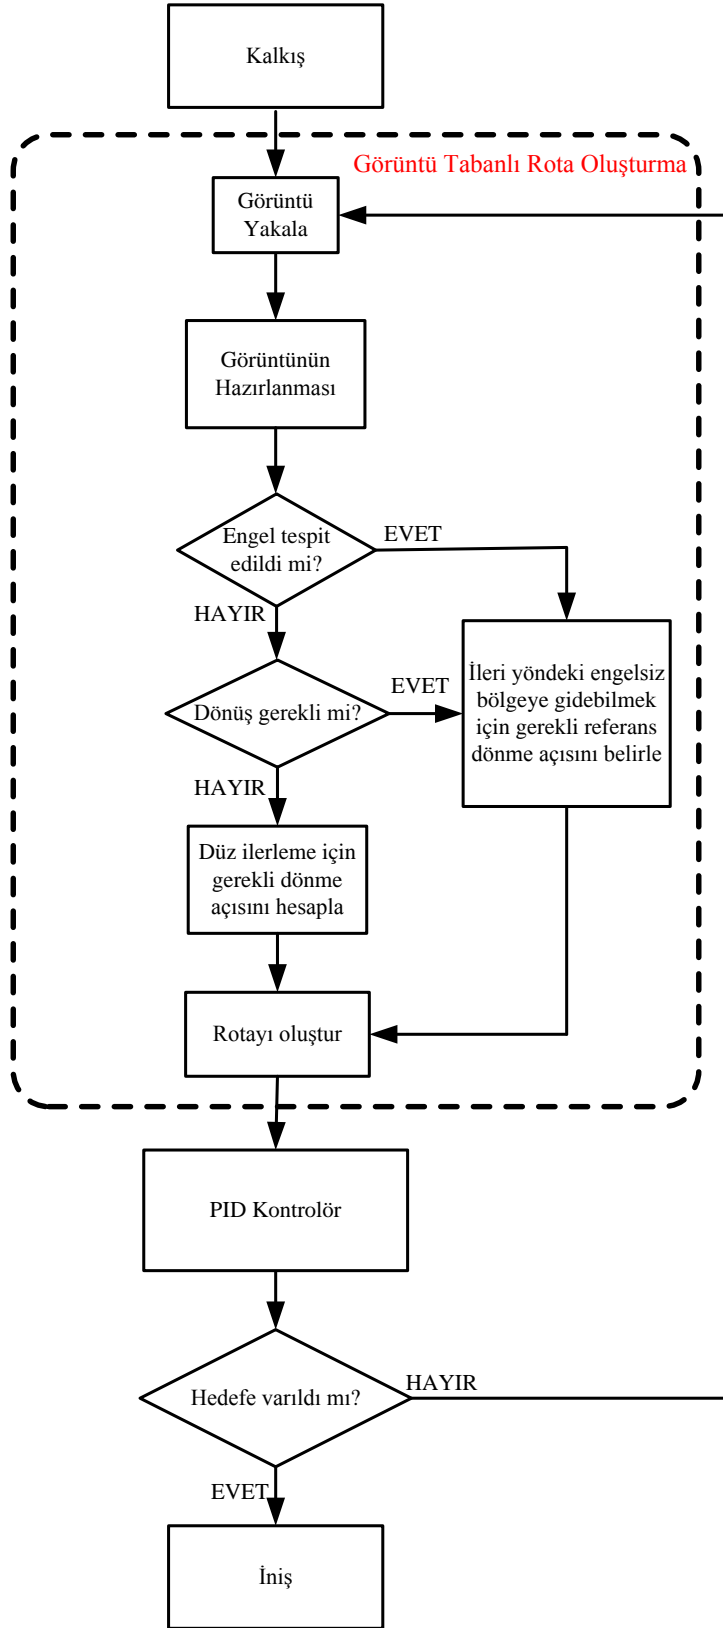 Kalkış
Görüntü Tabanlı Rota Oluşturma
Görüntü
Yakala
Görüntünün
Hazırlanması
Engel tespit
edildi mi?
EVET
HAYIR
İleri yöndeki engelsiz
bölgeye gidebilmek
için gerekli referans
dönme açısını belirle
Dönüş gerekli mi?
EVET
HAYIR
Düz ilerleme için
gerekli dönme
açısını hesapla
Rotayı oluştur
PID Kontrolör
Hedefe varıldı mı?
HAYIR
EVET
İniş